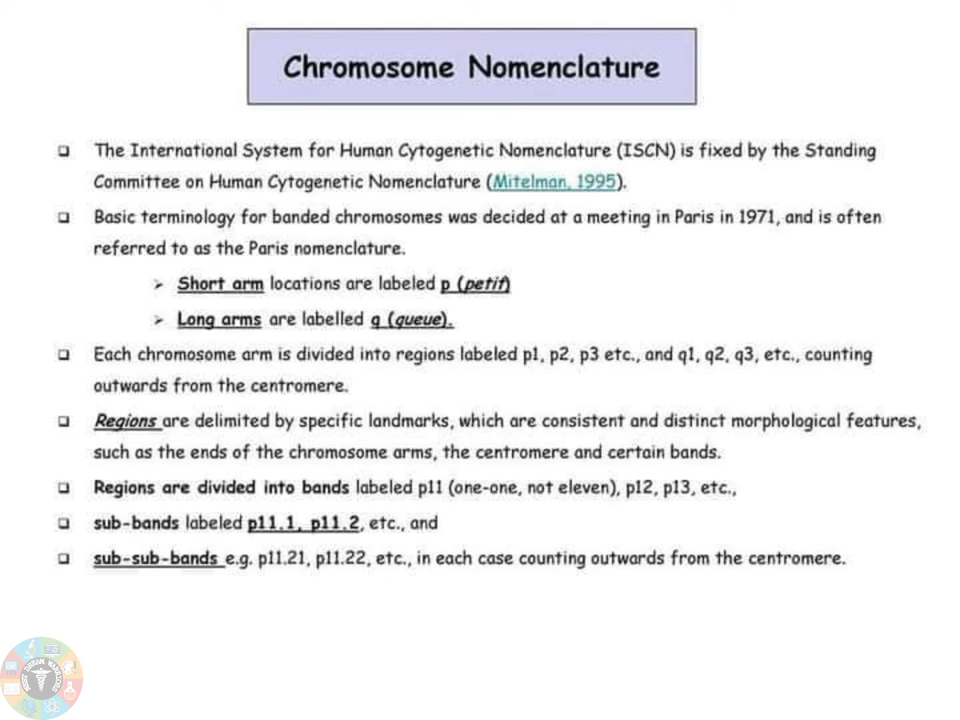 Chromosome Nomenclature
❑ The International System for Human Cytogenetic Nomenclature (ISCN) is fixed by the Standing
Committee on Human Cytogenetic Nomenclature (Mitelman, 1995).
❑ Basic terminology for banded chromosomes was decided at a meeting in Paris in 1971, and is often
referred to as the Paris nomenclature.
➢ Short arm locations are labeled p (petit)
➢ Long arms are labelled q (queue).
❑ Each chromosome arm is divided into regions labeled p1, p2, p3 etc., and q1, q2, q3, etc., counting
outwards from the centromere.
❑ Regions are delimited by specific landmarks, which are consistent and distinct morphological features,
such as the ends of the chromosome arms, the centromere and certain bands.
❑ Regions are divided into bands labeled p11 (one-one, not eleven), p12, p13, etc.,
❑ sub-bands labeled p11.1, p11.2, etc., and
❑ sub-sub-bands e.g. p11.21, p11.22, etc., in each case counting outwards from the centromere.